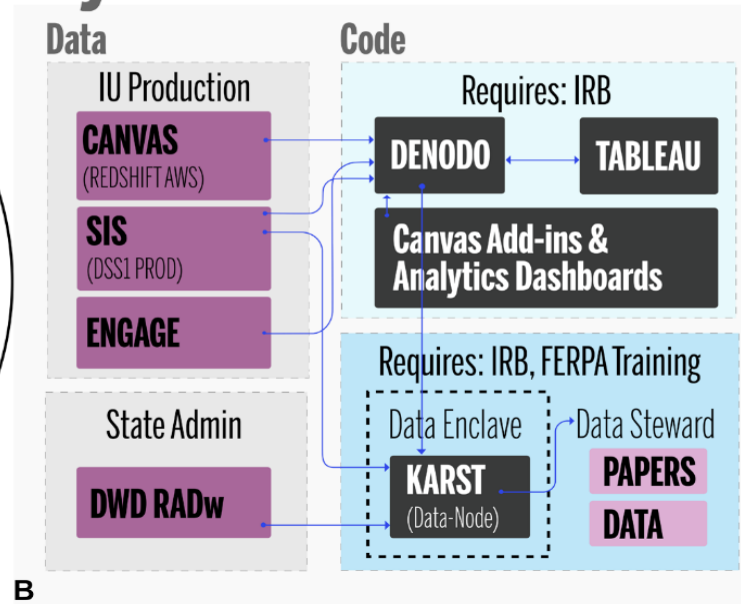 Data
IU Production
CANVAS
(REDSHIFT AWS)
SIS
(DSS1 PROD)
ENGAGE
State Admin
DWD RADw
Code
Requires: IRB
DENODO
TABLEAU
Canvas Add-ins &
Analytics Dashboards
Requires: IRB, FERPA Training
Data Enclave
KARST
(Data-Node)
Data Steward
PAPERS
DATA
B